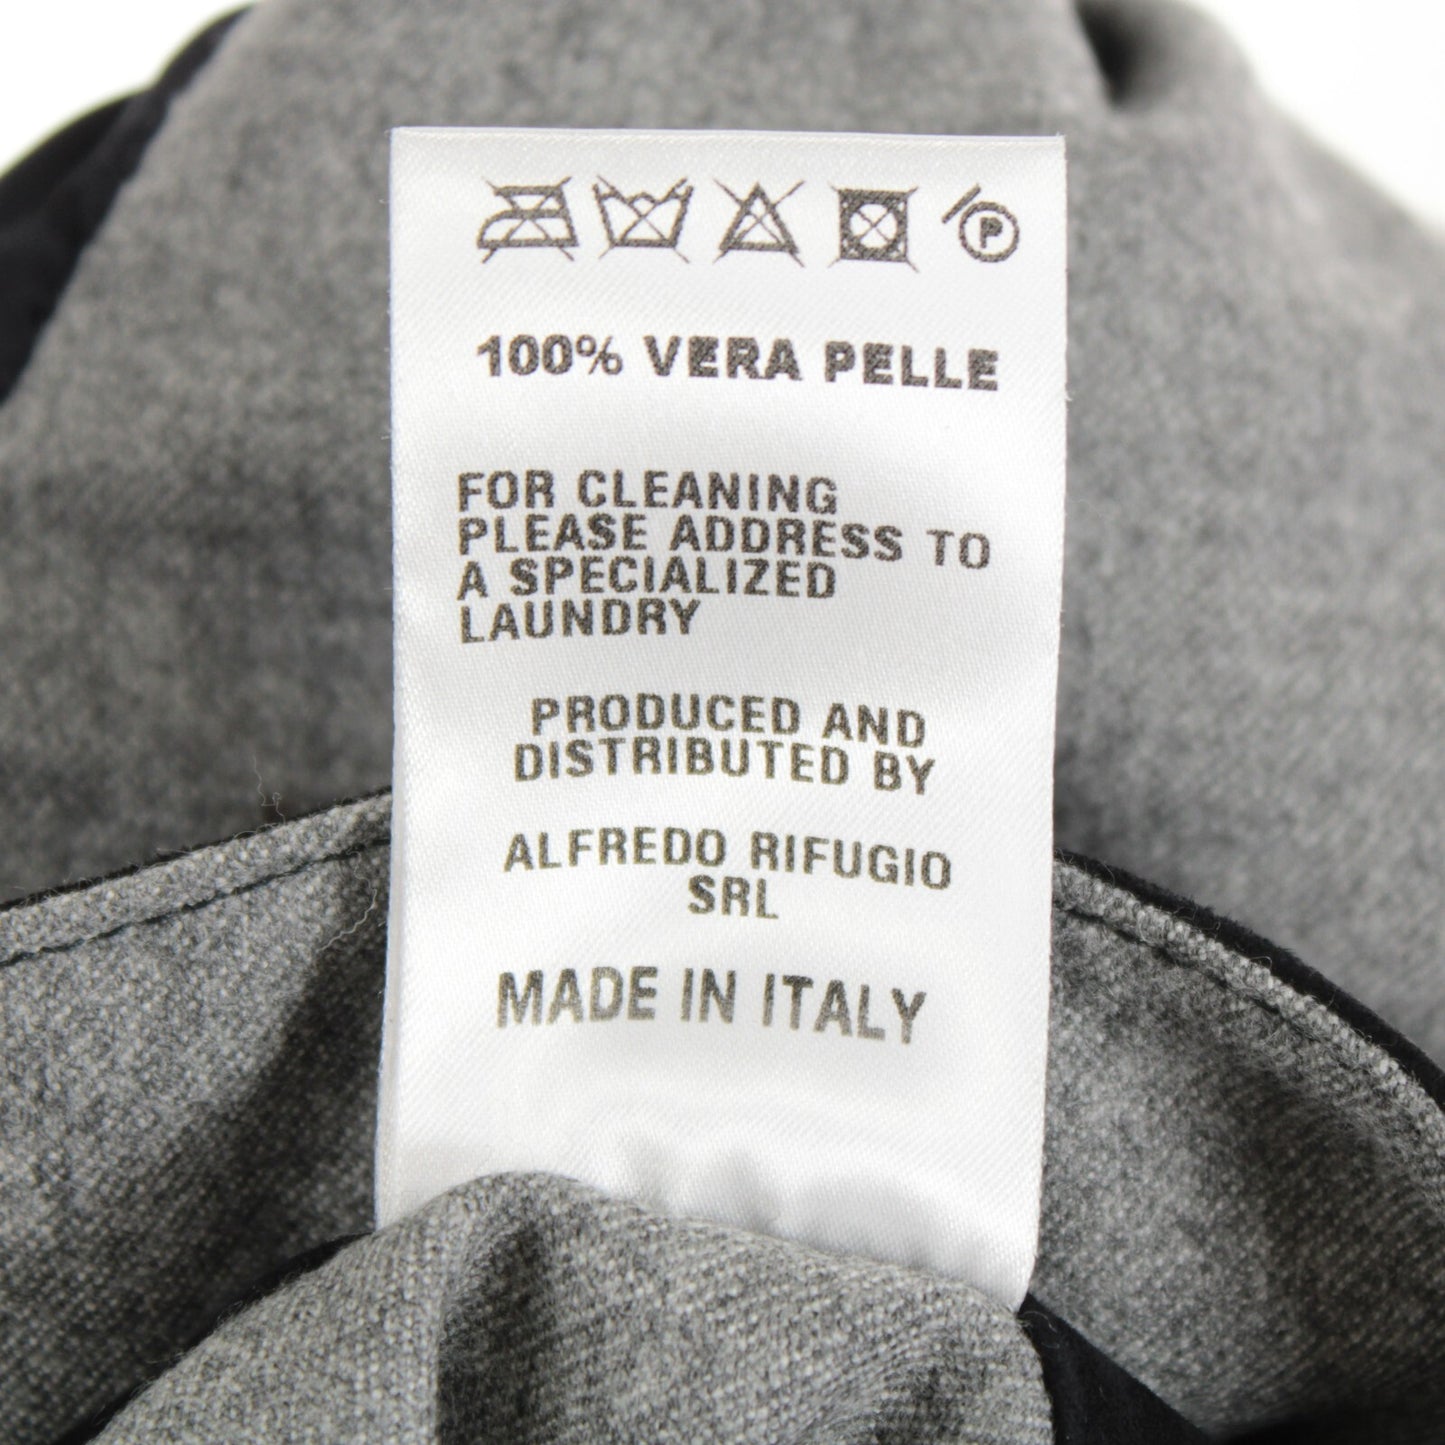 P
100% VERA PELLE
FOR CLEANING
PLEASE ADDRESS TO
A SPECIALIZED
LAUNDRY
PRODUCED AND
DISTRIBUTED BY
ALFREDO RIFUGIO
SRL
MADE IN ITALY